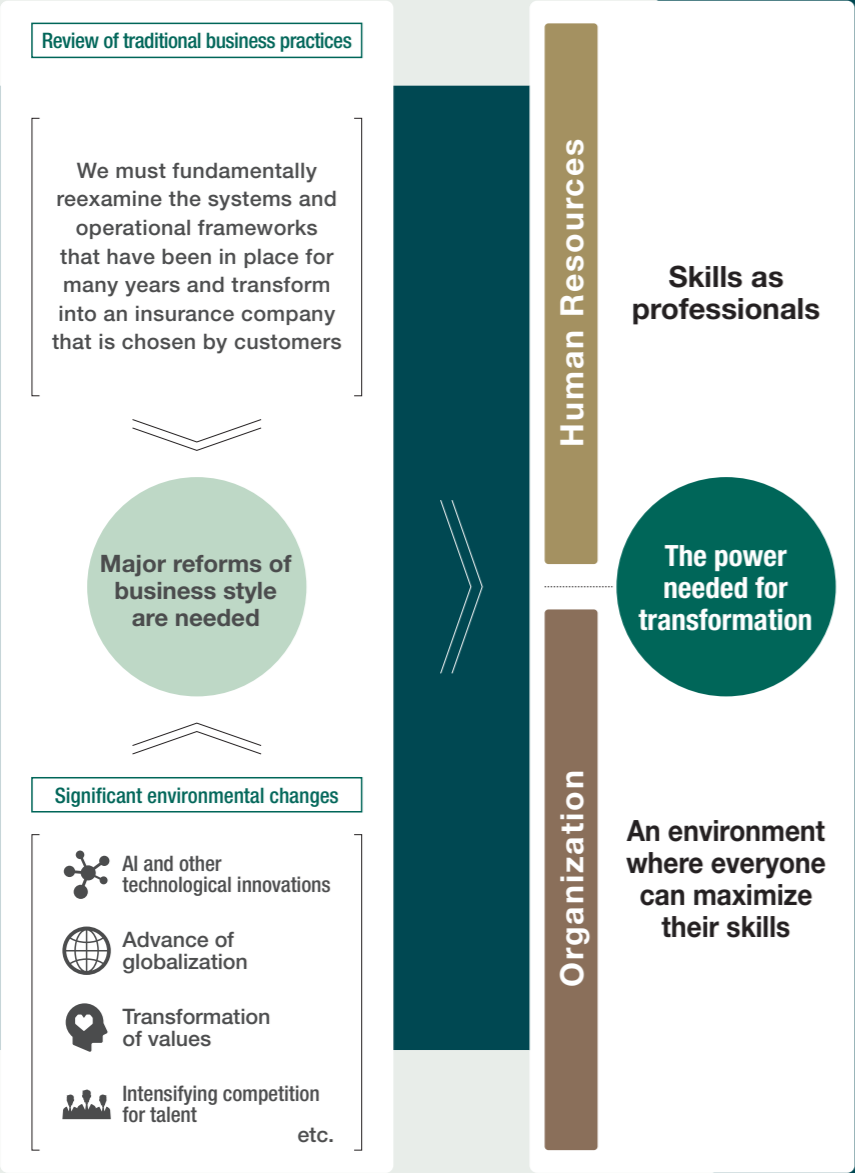 Review of traditional business practices
We must fundamentally
reexamine the systems and
operational frameworks
that have been in place for
many years and transform
into an insurance company
that is chosen by customers
Major reforms of
business style
are needed
Significant environmental changes
AI and other
technological innovations
Advance of
globalization
Transformation
of values
Intensifying competition
for talent
etc.
Human Resources
Skills as
professionals
The power
needed for
transformation
Organization
An environment
where everyone
can maximize
their skills